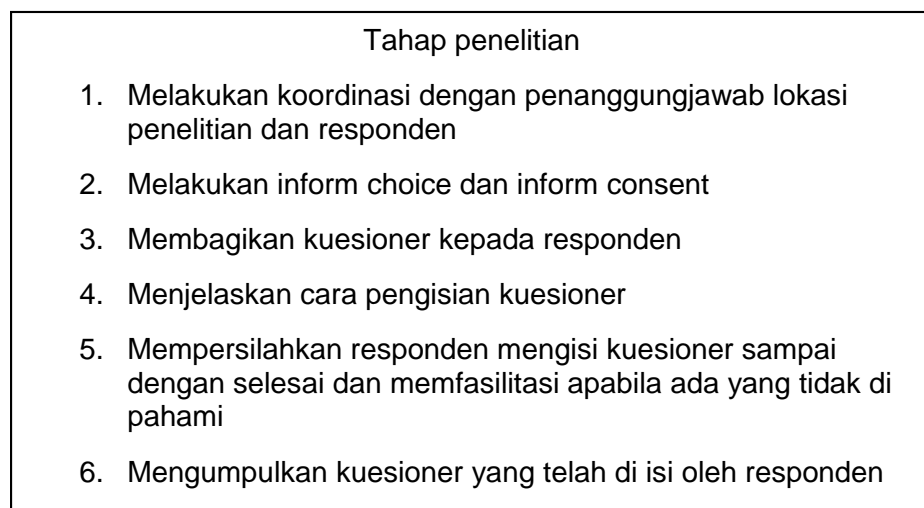 Tahap penelitian
1. Melakukan koordinasi dengan penanggungjawab lokasi
penelitian dan responden
2. Melakukan inform choice dan inform consent
3. Membagikan kuesioner kepada responden
4. Menjelaskan cara pengisian kuesioner
5. Mempersilahkan responden mengisi kuesioner sampai
dengan selesai dan memfasilitasi apabila ada yang tidak di
pahami
6. Mengumpulkan kuesioner yang telah di isi oleh responden